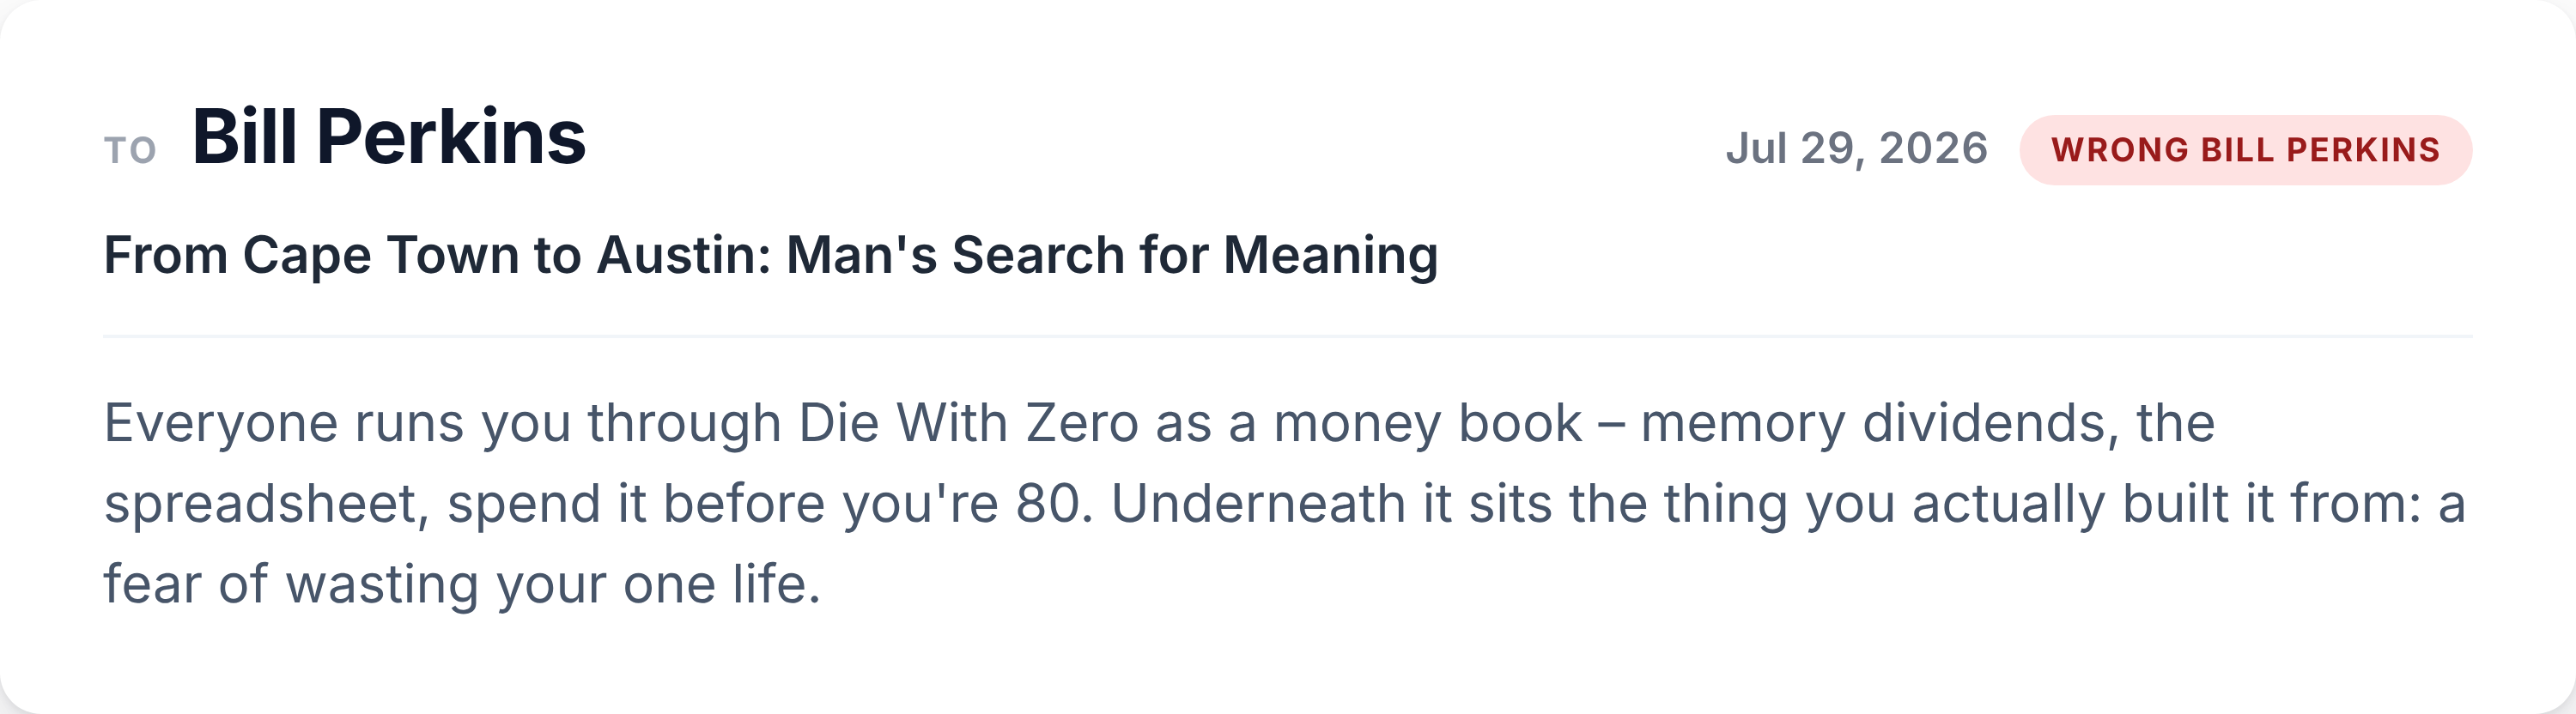 TO Bill Perkins Jul 29, 2026 WRONG BILL PERKINS
From Cape Town to Austin: Man's Search for Meaning
Everyone runs you through Die With Zero as a money book – memory dividends, the
spreadsheet, spend it before you're 80. Underneath it sits the thing you actually built it from: a
fear of wasting your one life.